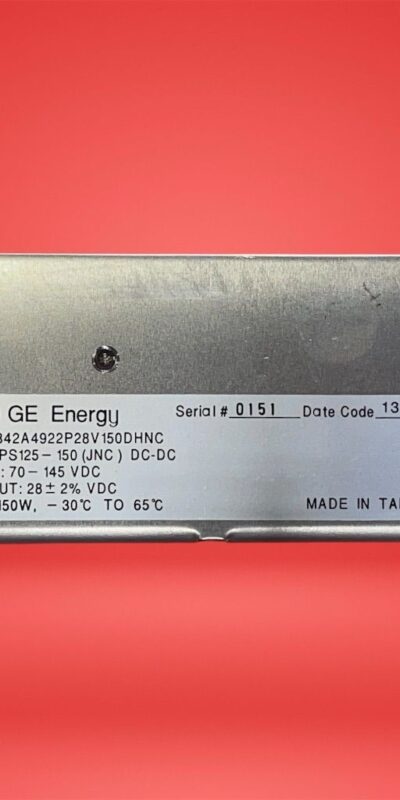 GE Energy
Serial # 0151 Date Code 13
342A4922P28V150DHNC
PS125-150 (JNC) DC-DC
: 70- 145 VDC
UT: 28± 2% VDC
150W, -30℃ TO 65℃
MADE IN TAI